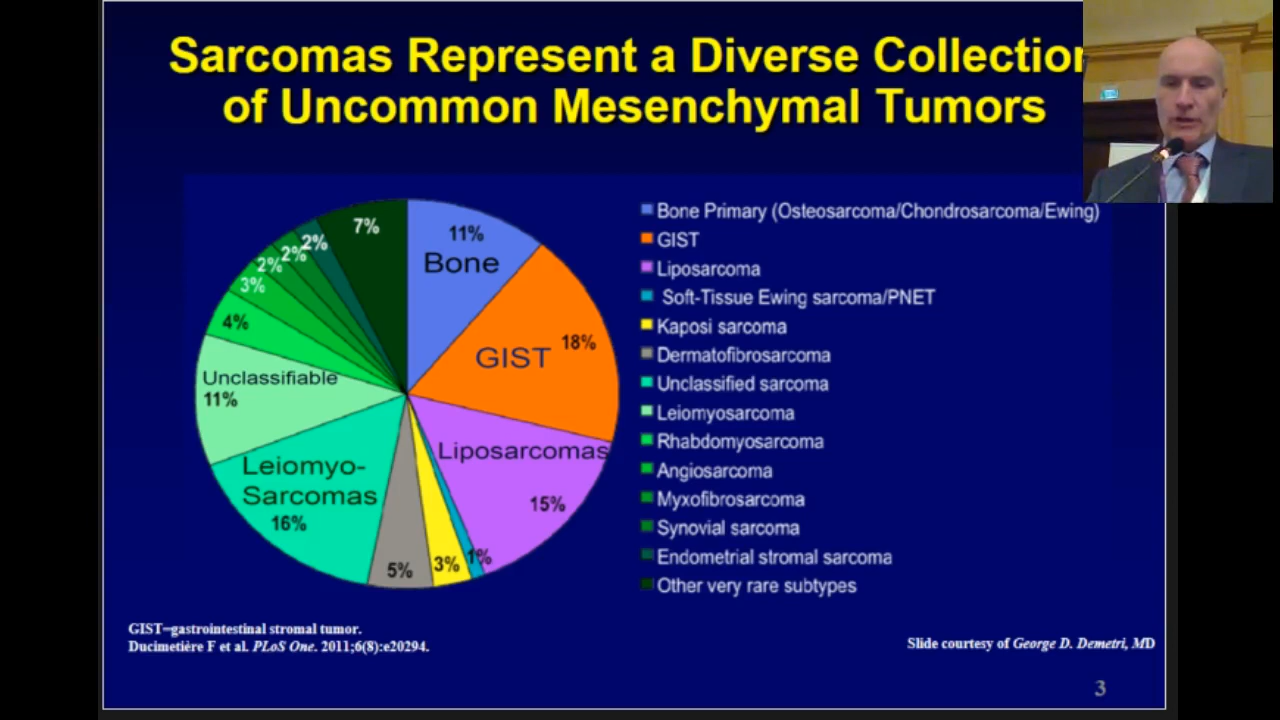 Sarcomas Represent a Diverse Collection
of Uncommon Mesenchymal Tumors
7%
2%
2%
2%
3%
4%
Unclassifiable
11%
Leiomyo-
Sarcomas
16%
5%
3%
1%
15%
Liposarcomas
GIST 18%
11%
Bone
Bone Primary (Osteosarcoma/Chondrosarcoma/Ewing)
GIST
Liposarcoma
Soft-Tissue Ewing sarcoma/PNET
Kaposi sarcoma
Dermatofibrosarcoma
Unclassified sarcoma
Leiomyosarcoma
Rhabdomyosarcoma
Angiosarcoma
Myxofibrosarcoma
Synovial sarcoma
Endometrial stromal sarcoma
Other very rare subtypes
GIST=gastrointestinal stromal tumor.
Ducimetière F et al. PLoS One. 2011;6(8):e20294.
Slide courtesy of George D. Demetri, MD
3